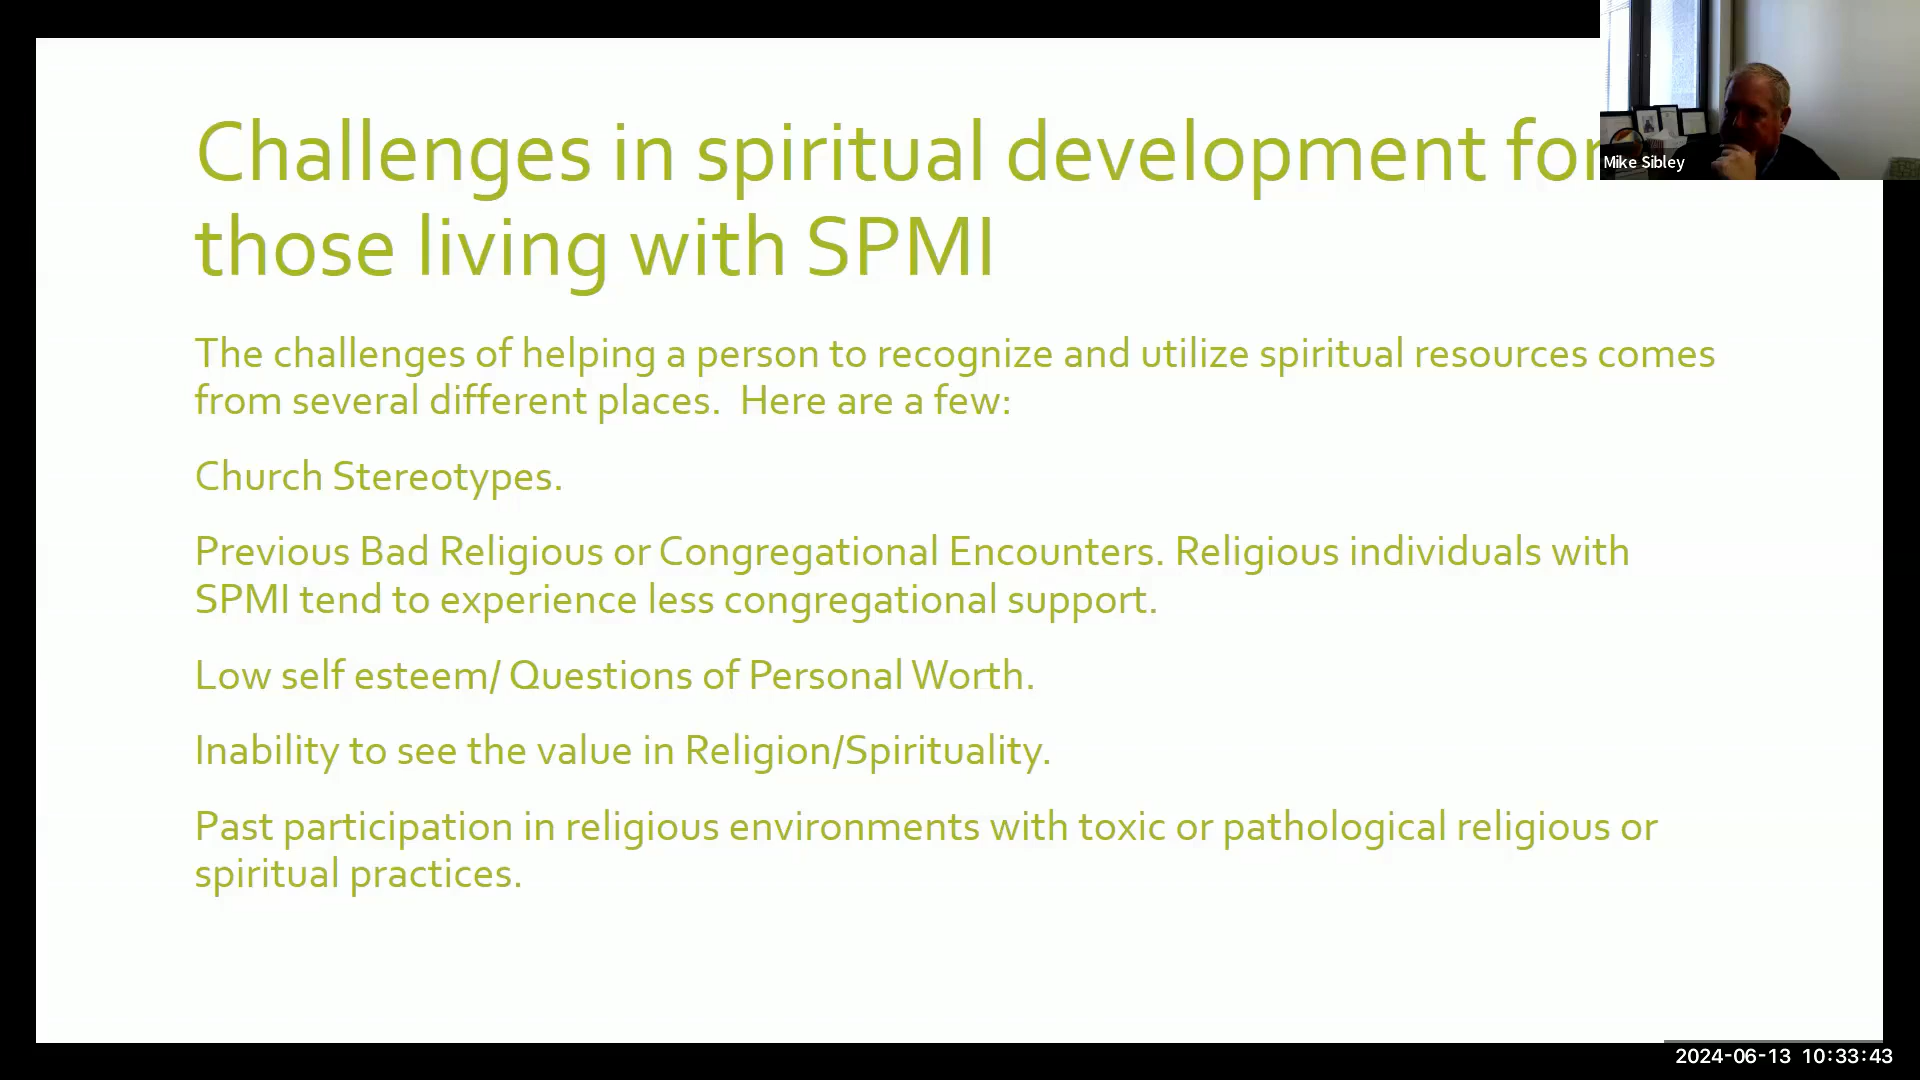 Challenges in spiritual development for
those living with SPMI
Mike Sibley
The challenges of helping a person to recognize and utilize spiritual resources comes
from several different places.  Here are a few:
Church Stereotypes.
Previous Bad Religious or Congregational Encounters. Religious individuals with
SPMI tend to experience less congregational support.
Low self esteem/ Questions of Personal Worth.
Inability to see the value in Religion/Spirituality.
Past participation in religious environments with toxic or pathological religious or
spiritual practices.
2024-06-13 10:33:43